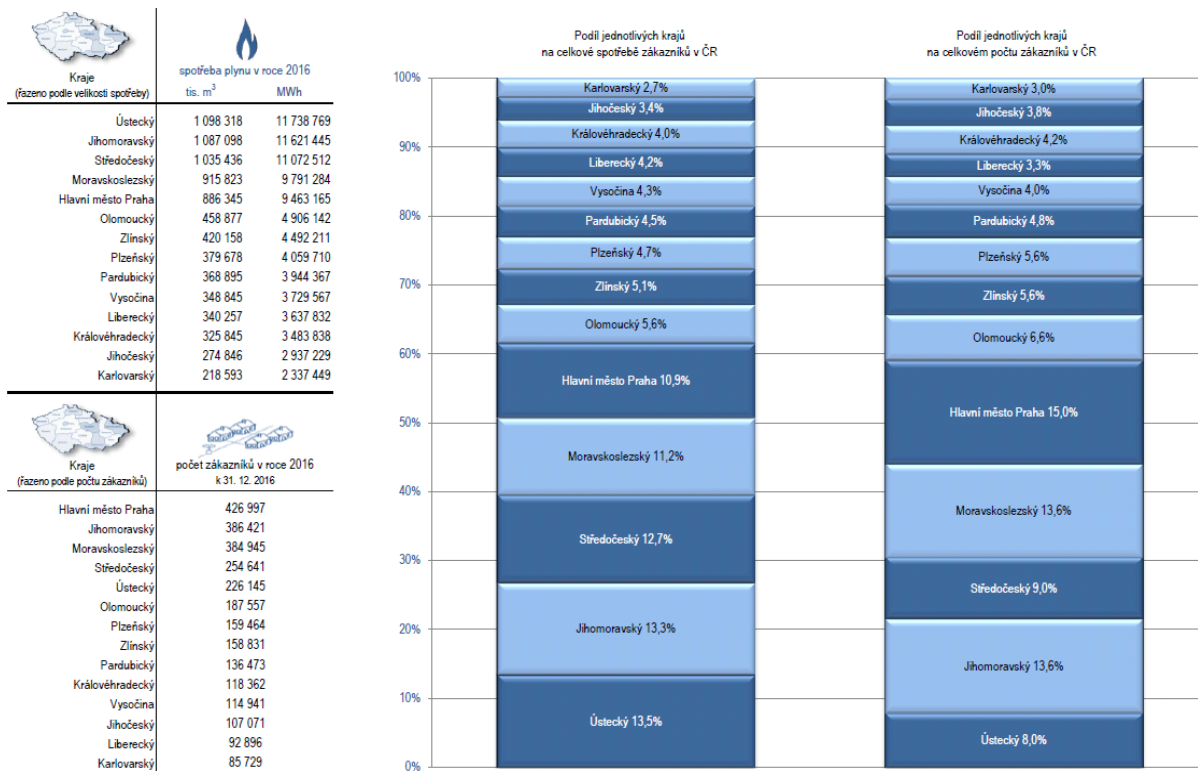 Kraje
(řazeno podle velikosti spotřeby)
spotřeba plynu v roce 2016
tis. m³ MWh
Ústecký 1 098 318 11 738 769
Jihomoravský 1 087 098 11 621 445
Středočeský 1 035 436 11 072 512
Moravskoslezský 915 823 9 791 284
Hlavní město Praha 886 345 9 463 165
Olomoucký 458 877 4 906 142
Zlínský 420 158 4 492 211
Plzeňský 379 678 4 059 710
Pardubický 368 895 3 944 367
Vysočina 348 845 3 729 567
Liberecký 340 257 3 637 832
Královéhradecký 325 845 3 483 838
Jihočeský 274 846 2 937 229
Karlovarský 218 593 2 337 449
Kraje
(řazeno podle počtu zákazníků)
počet zákazníků v roce 2016
k 31. 12. 2016
Hlavní město Praha 426 997
Jihomoravský 386 421
Moravskoslezský 384 945
Středočeský 254 641
Ústecký 226 145
Olomoucký 187 557
Plzeňský 159 464
Zlínský 158 831
Pardubický 136 473
Královéhradecký 118 362
Vysočina 114 941
Jihočeský 107 071
Liberecký 92 896
Karlovarský 85 729
Podíl jednotlivých krajů
na celkové spotřebě zákazníků v ČR
100%
90%
80%
70%
60%
50%
40%
30%
20%
10%
0%
Karlovarský 2,7%
Jihočeský 3,4%
Královéhradecký 4,0%
Liberecký 4,2%
Vysočina 4,3%
Pardubický 4,5%
Plzeňský 4,7%
Zlínský 5,1%
Olomoucký 5,6%
Hlavní město Praha 10,9%
Moravskoslezský 11,2%
Středočeský 12,7%
Jihomoravský 13,3%
Ústecký 13,5%
Podíl jednotlivých krajů
na celkovém počtu zákazníků v ČR
Karlovarský 3,0%
Jihočeský 3,8%
Královéhradecký 4,2%
Liberecký 3,3%
Vysočina 4,0%
Pardubický 4,8%
Plzeňský 5,6%
Zlínský 5,6%
Olomoucký 6,6%
Hlavní město Praha 15,0%
Moravskoslezský 13,6%
Středočeský 9,0%
Jihomoravský 13,6%
Ústecký 8,0%